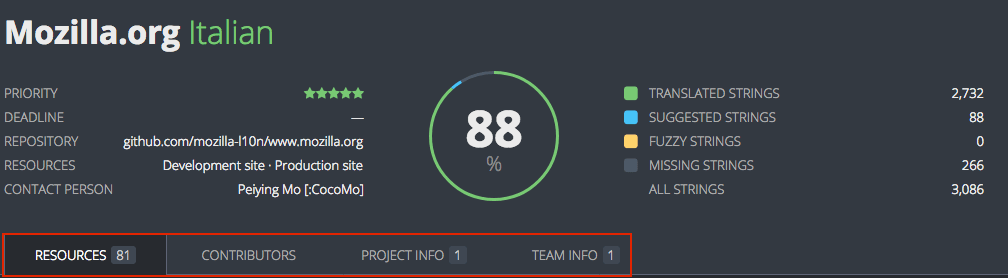 Mozilla.org Italian
PRIORITY
DEADLINE —
REPOSITORY github.com/mozilla-l10n/www.mozilla.org
RESOURCES Development site · Production site
CONTACT PERSON Peiying Mo [:CocoMo]
88
%
TRANSLATED STRINGS 2,732
SUGGESTED STRINGS 88
FUZZY STRINGS 0
MISSING STRINGS 266
ALL STRINGS 3,086
RESOURCES 81 CONTRIBUTORS PROJECT INFO 1 TEAM INFO 1